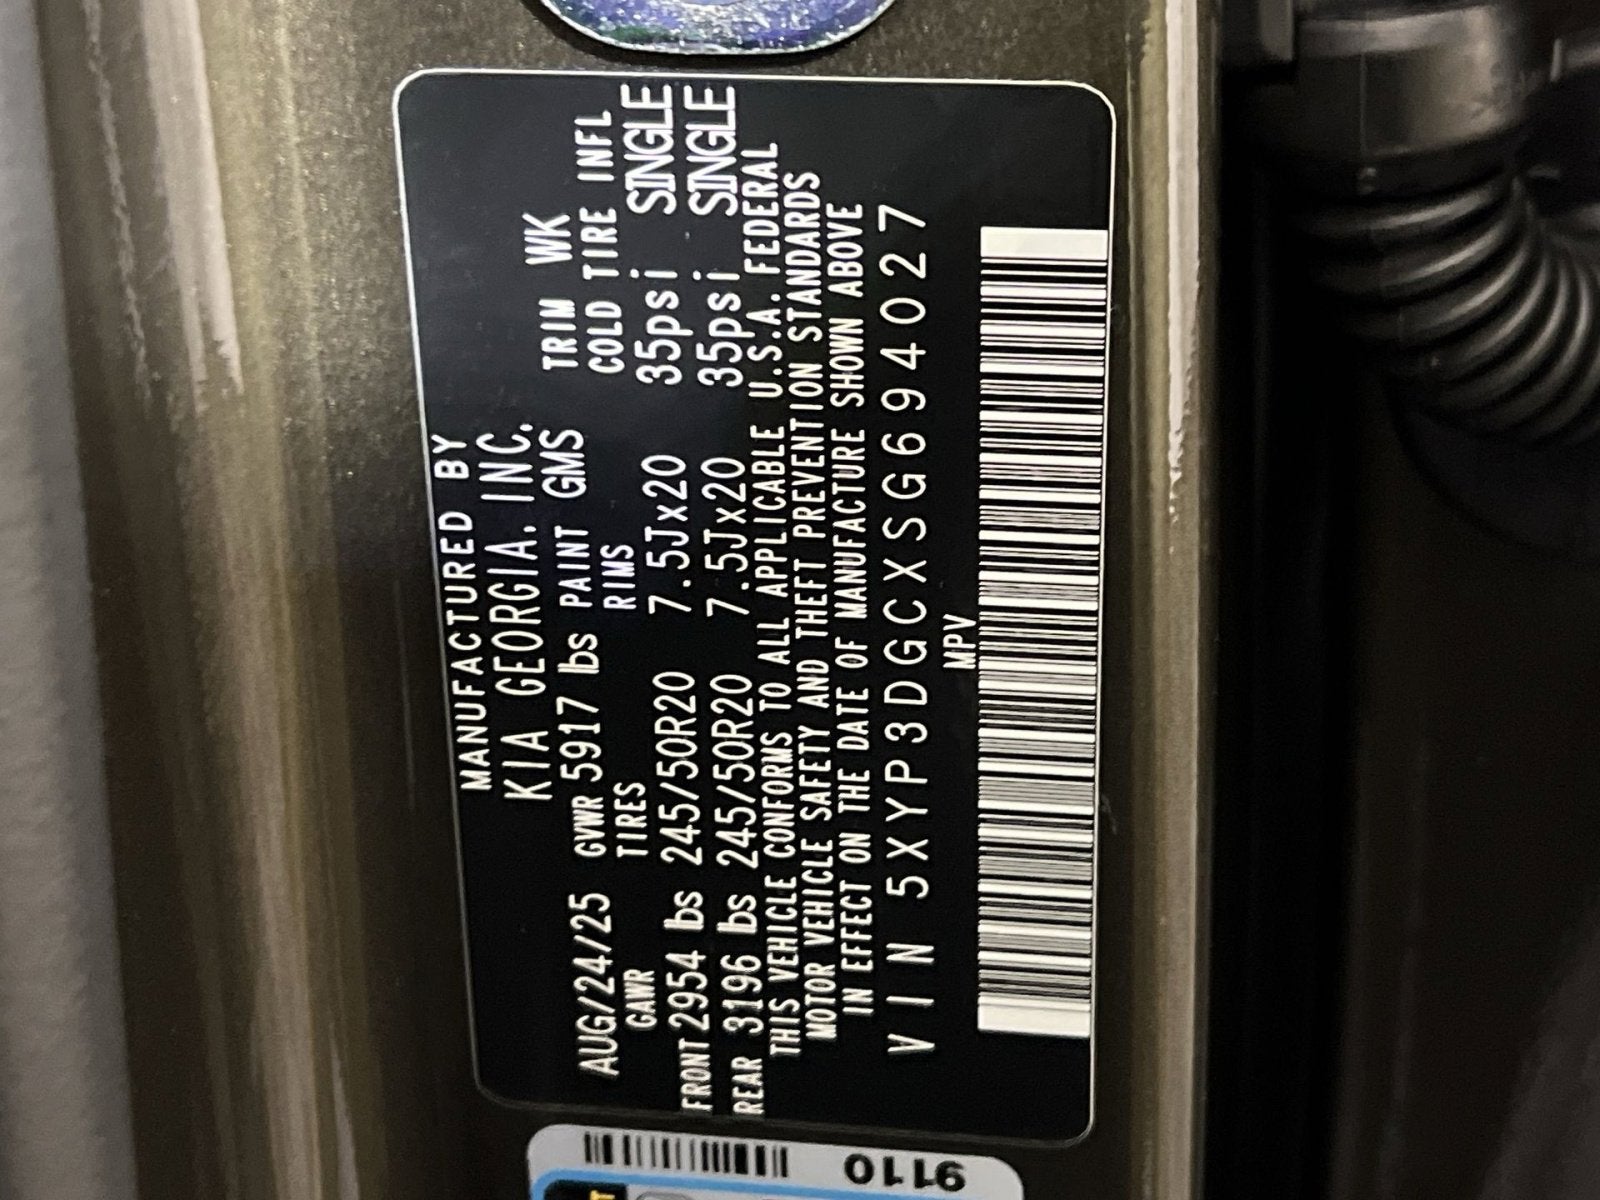 MANUFACTURED BY
KIA GEORGIA. INC.
AUG/24/25 GVWR 5917 lbs PAINT GMS TRIM WK
GAWR TIRES RIMS COLD TIRE INFL
FRONT 2954 lbs 245/50R20 7.5Jx20 35psi SINGLE
REAR 3196 lbs 245/50R20 7.5Jx20 35psi SINGLE
THIS VEHICLE CONFORMS TO ALL APPLICABLE U.S.A. FEDERAL
MOTOR VEHICLE SAFETY AND THEFT PREVENTION STANDARDS
IN EFFECT ON THE DATE OF MANUFACTURE SHOWN ABOVE
VIN 5XYP3DGCXSG694027
MPV
9110